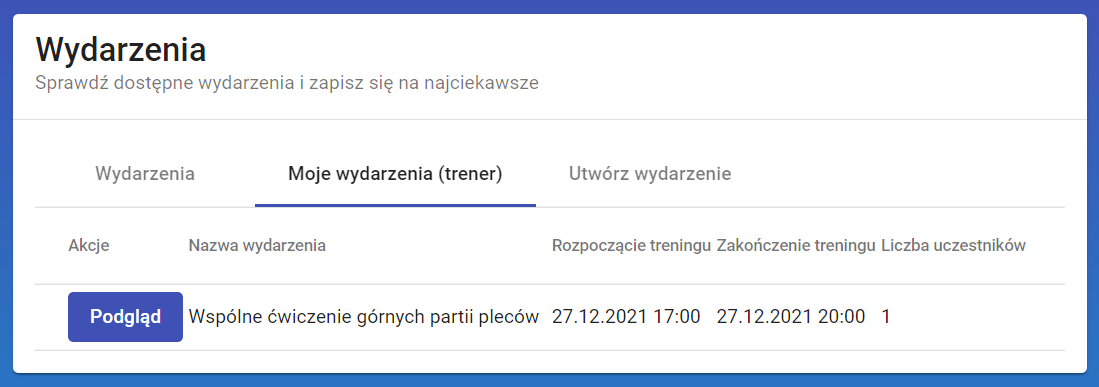 Wydarzenia
Sprawdź dostępne wydarzenia i zapisz się na najciekawsze
Wydarzenia Moje wydarzenia (trener) Utwórz wydarzenie
Akcje Nazwa wydarzenia Rozpoczącie treningu Zakończenie treningu Liczba uczestników
Podgląd Wspólne ćwiczenie górnych partii pleców 27.12.2021 17:00 27.12.2021 20:00 1